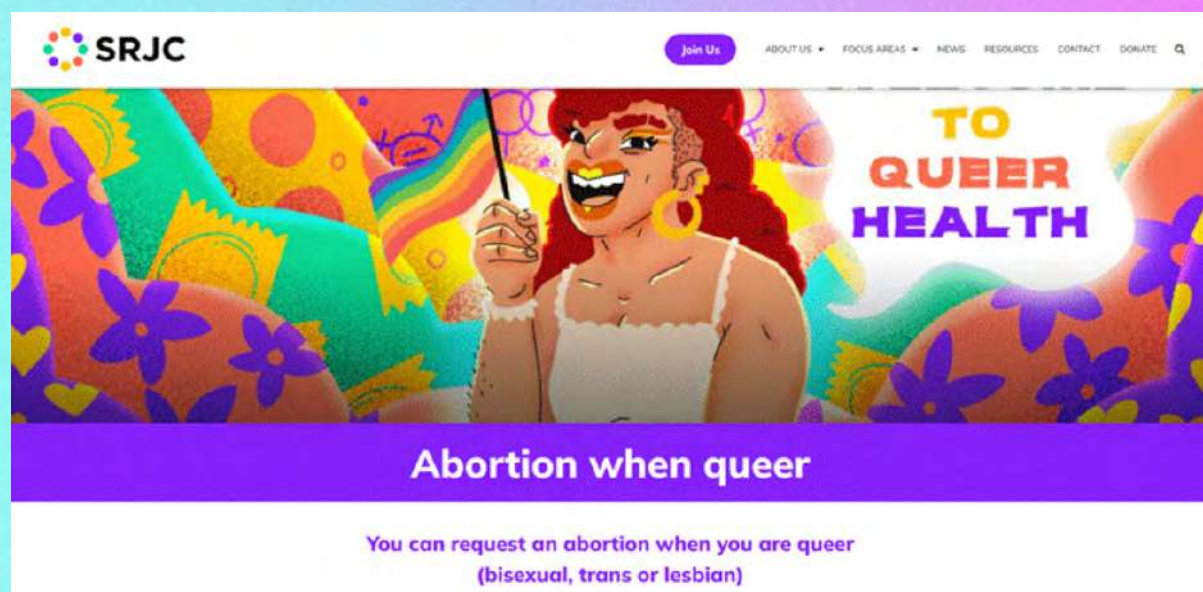 SRJC
Join Us ABOUT US FOCUS AREAS NEWS RESOURCES CONTACT DONATE
TO
QUEER
HEALTH
Abortion when queer
You can request an abortion when you are queer
(bisexual, trans or lesbian)